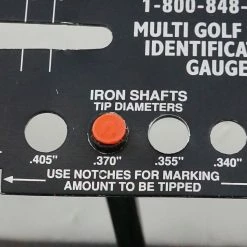 1-800-848-
MULTI GOLF
IDENTIFICA
GAUGE
IRON SHAFTS
TIP DIAMETERS
.405" .370" .355" .340"
USE NOTCHES FOR MARKING
AMOUNT TO BE TIPPED